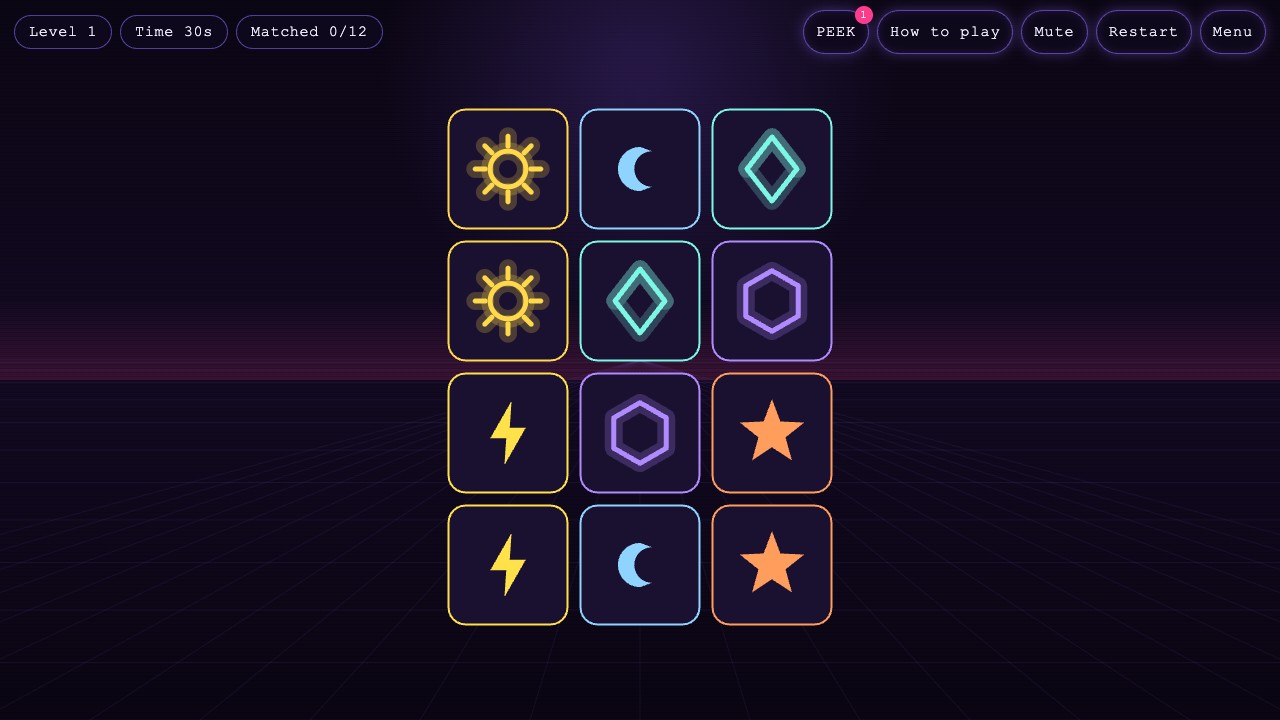 Level 1
Time 30s
Matched 0/12
PEEK
1
How to play
Mute
Restart
Menu